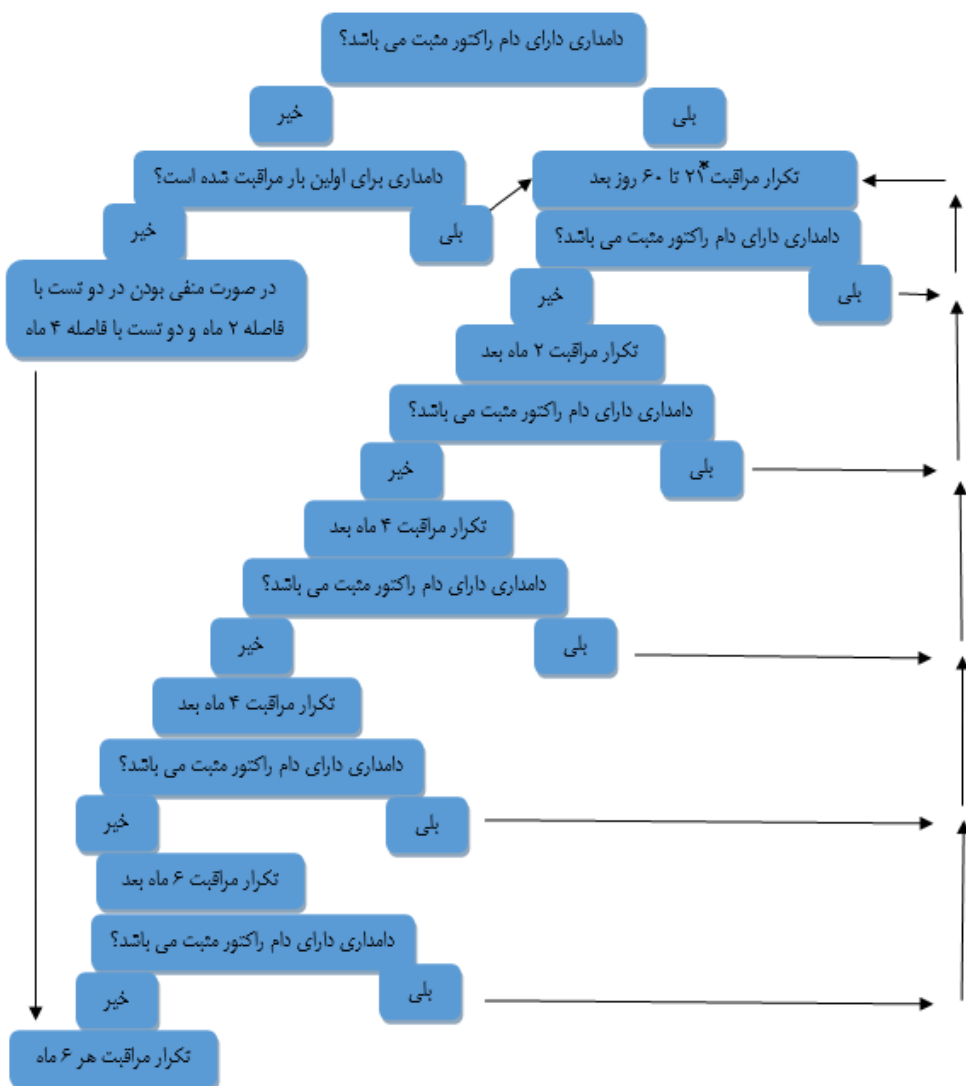 دامداری دارای دام راکتور مثبت می باشد؟
بلی
خیر
تکرار مراقبت* ۲۱ تا ۶۰ روز بعد
دامداری برای اولین بار مراقبت شده است؟
بلی
خیر
دامداری دارای دام راکتور مثبت می باشد؟
بلی
خیر
در صورت منفی بودن در دو تست با
فاصله ۲ ماه و دو تست با فاصله ۴ ماه
تکرار مراقبت ۲ ماه بعد
دامداری دارای دام راکتور مثبت می باشد؟
بلی
خیر
تکرار مراقبت ۴ ماه بعد
دامداری دارای دام راکتور مثبت می باشد؟
بلی
خیر
تکرار مراقبت ۴ ماه بعد
دامداری دارای دام راکتور مثبت می باشد؟
بلی
خیر
تکرار مراقبت ۶ ماه بعد
دامداری دارای دام راکتور مثبت می باشد؟
بلی
خیر
تکرار مراقبت هر ۶ ماه